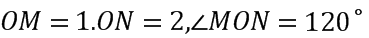 OM = 1.ON = 2,∠MON = 120°